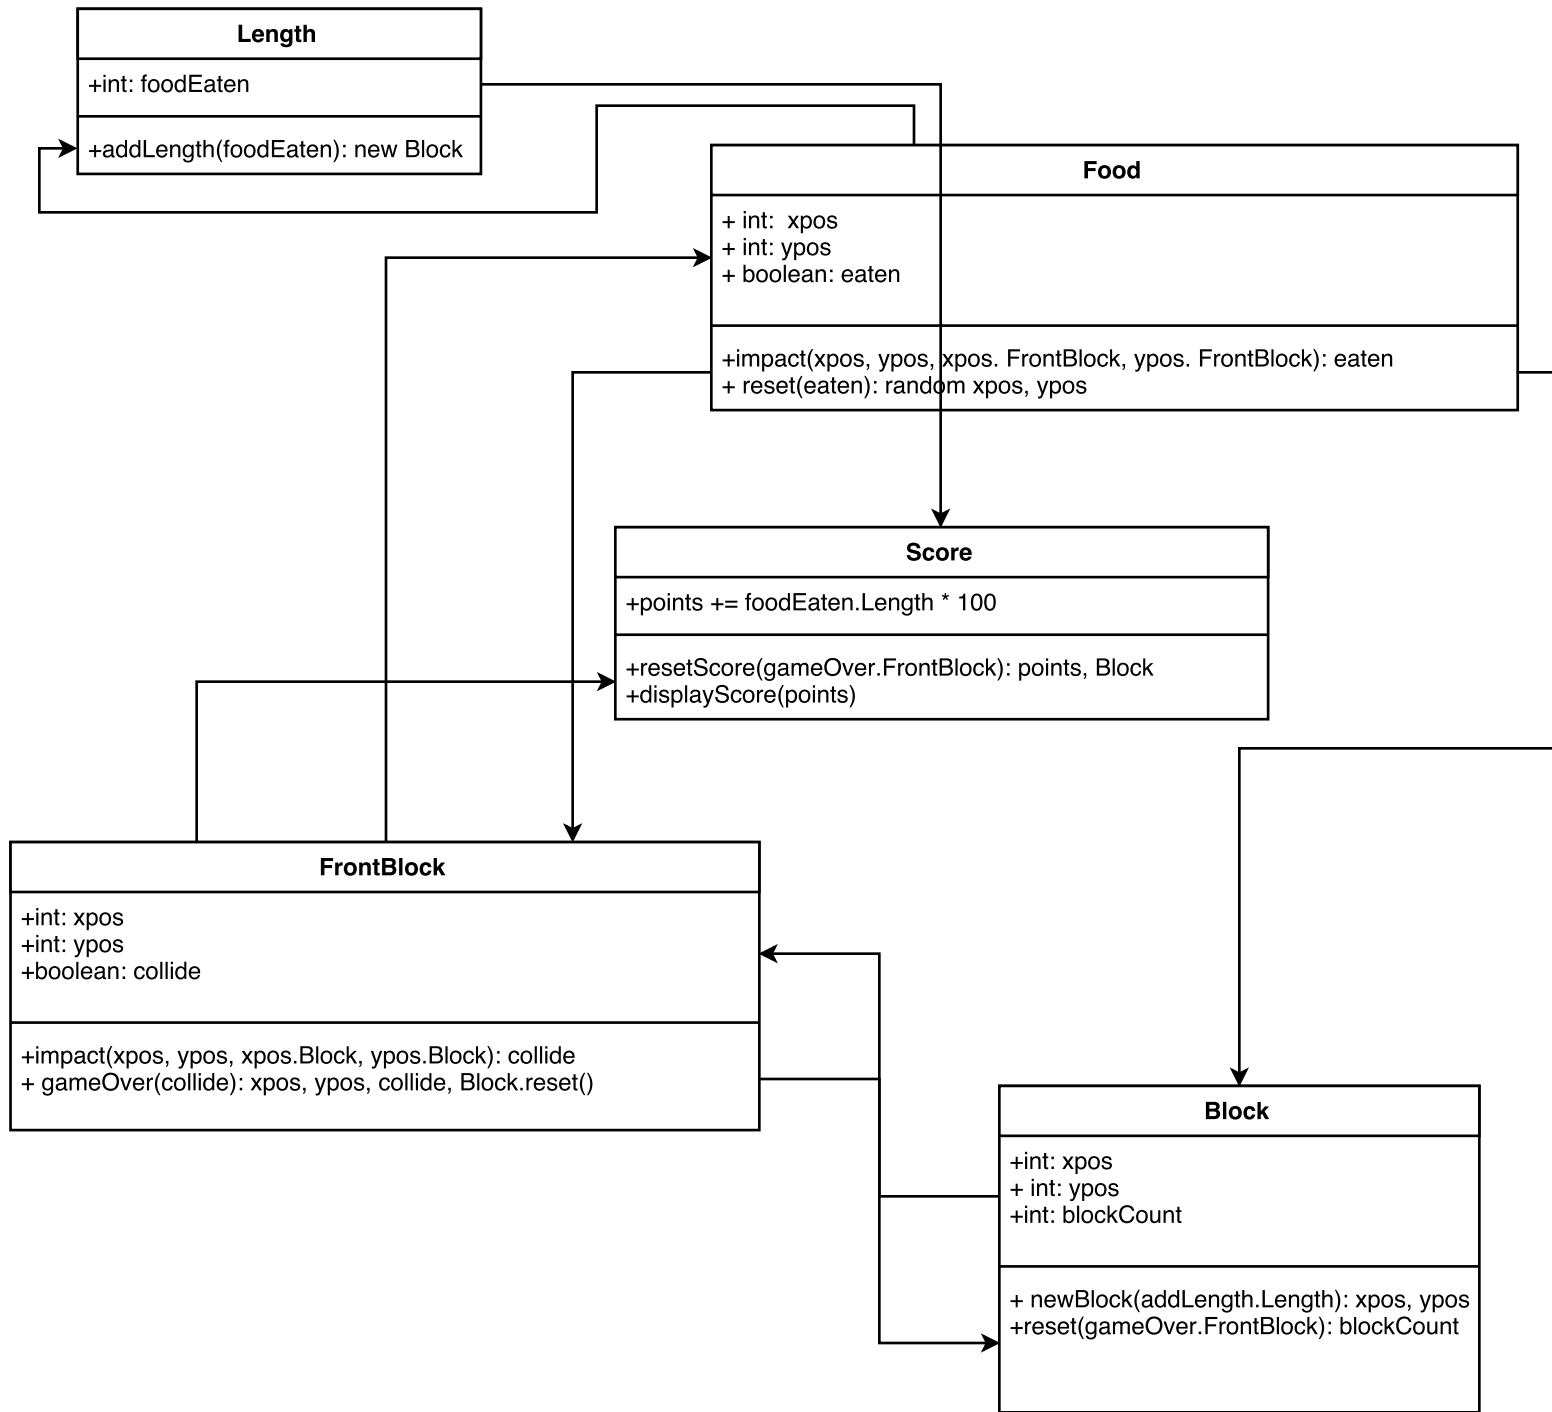 Length
+int: foodEaten
+addLength(foodEaten): new Block
Food
+ int:  xpos
+ int: ypos
+ boolean: eaten
+impact(xpos, ypos, xpos. FrontBlock, ypos. FrontBlock): eaten
+ reset(eaten): random xpos, ypos
Score
+points += foodEaten.Length * 100
+resetScore(gameOver.FrontBlock): points, Block
+displayScore(points)
FrontBlock
+int: xpos
+int: ypos
+boolean: collide
+impact(xpos, ypos, xpos.Block, ypos.Block): collide
+ gameOver(collide): xpos, ypos, collide, Block.reset()
Block
+int: xpos
+ int: ypos
+int: blockCount
+ newBlock(addLength.Length): xpos, ypos
+reset(gameOver.FrontBlock): blockCount